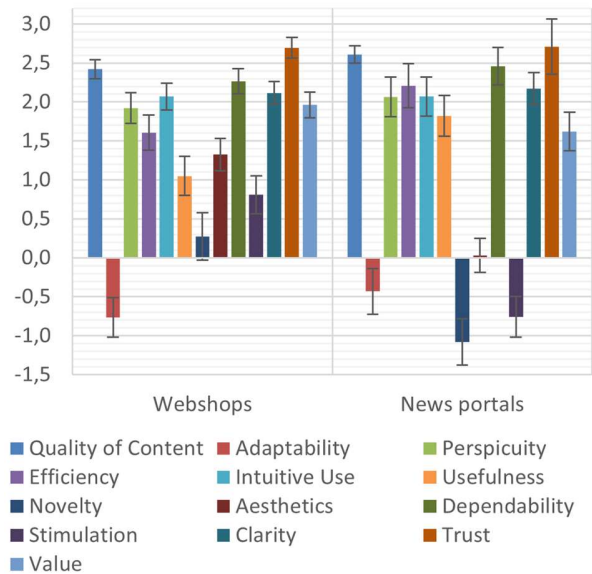 3,0
2,5
2,0
1,5
1,0
0,5
0,0
-0,5
-1,0
-1,5
Webshops News portals
Quality of Content Adaptability Perspicuity
Efficiency Intuitive Use Usefulness
Novelty Aesthetics Dependability
Stimulation Clarity Trust
Value